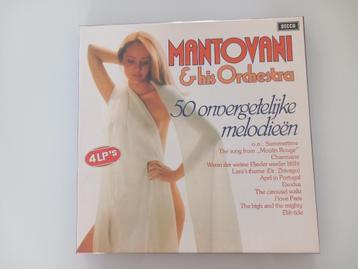 DECCA
MANTOVANI
& his Orchestra
50 onvergetelijke
melodieën
4 LP'S
o.a.: Summertime
The song from „Moulin Rouge"
Charmaine
Wenn der weisse Flieder wieder blüht
Lara's theme (Dr. Zhivago)
April in Portugal
Exodus
The carousel waltz
I love Paris
The high and the mighty
Ebb tide